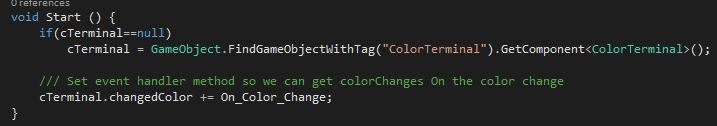 0 references
void Start () {
if(cTerminal==null)
cTerminal = GameObject.FindGameObjectWithTag("ColorTerminal").GetComponent<ColorTerminal>();
/// Set event handler method so we can get colorChanges On the color change
cTerminal.changedColor += On_Color_Change;
}